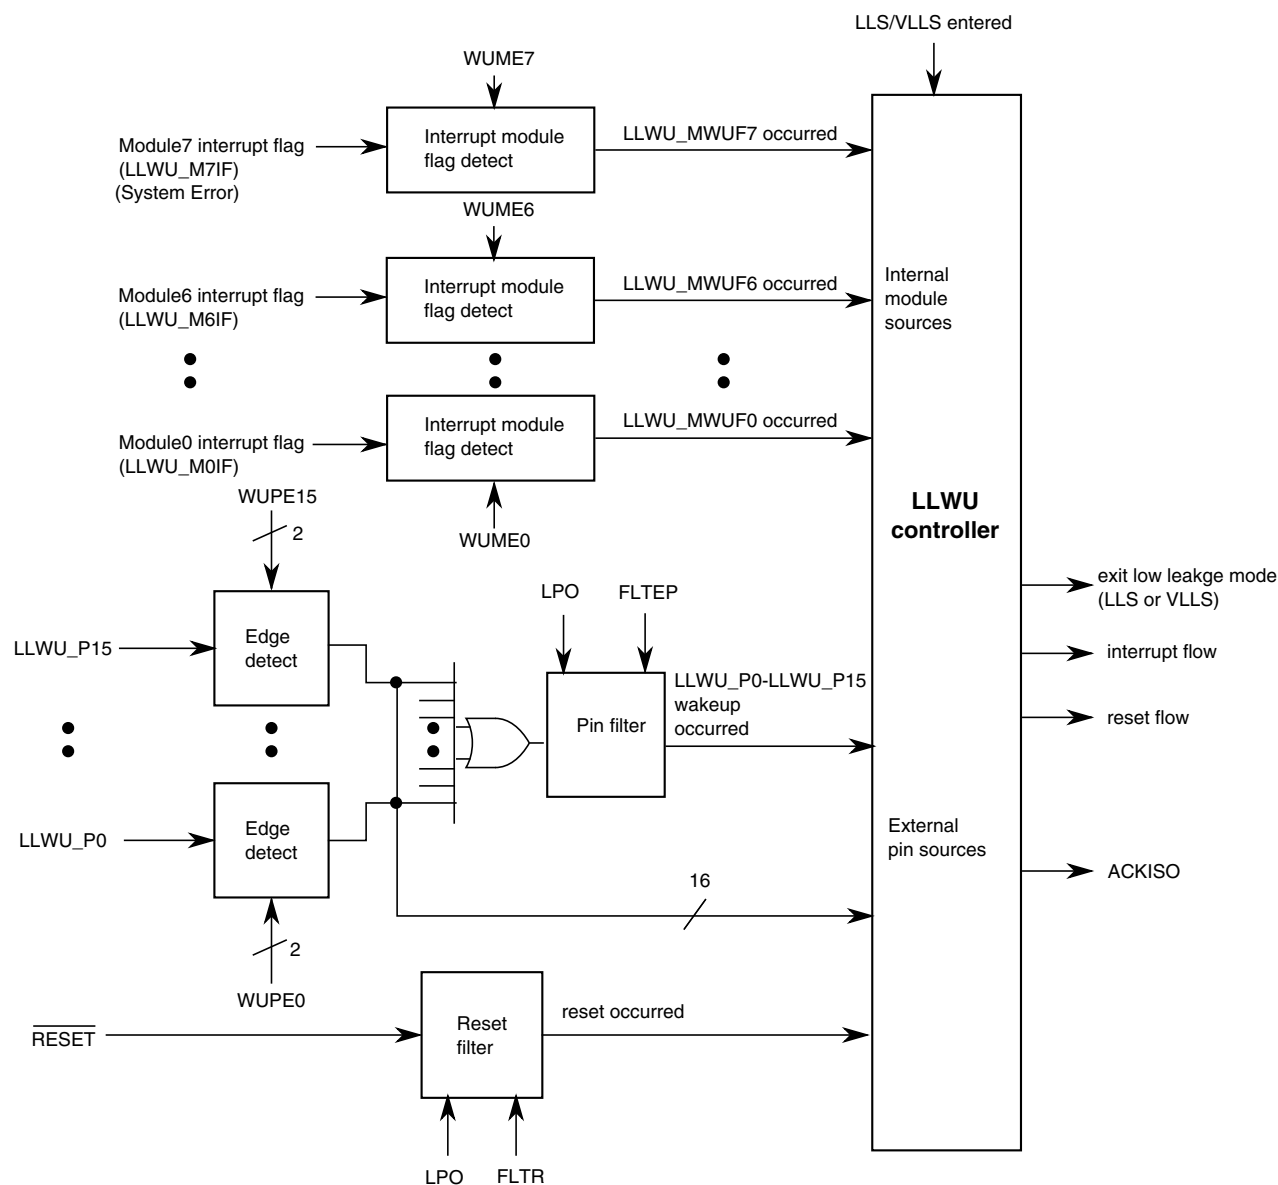 LLS/VLLS entered
WUME7
Module7 interrupt flag
(LLWU_M7IF)
(System Error)
Interrupt module
flag detect
LLWU_MWUF7 occurred
WUME6
Module6 interrupt flag
(LLWU_M6IF)
Interrupt module
flag detect
LLWU_MWUF6 occurred
Internal
module
sources
Module0 interrupt flag
(LLWU_M0IF)
Interrupt module
flag detect
LLWU_MWUF0 occurred
WUME0
LLWU
controller
WUPE15
2
LLWU_P15
Edge
detect
LPO
FLTEP
Pin filter
LLWU_P0-LLWU_P15
wakeup
occurred
exit low leakge mode
(LLS or VLLS)
interrupt flow
reset flow
LLWU_P0
Edge
detect
External
pin sources
ACKISO
16
2
WUPE0
RESET
Reset
filter
reset occurred
LPO
FLTR